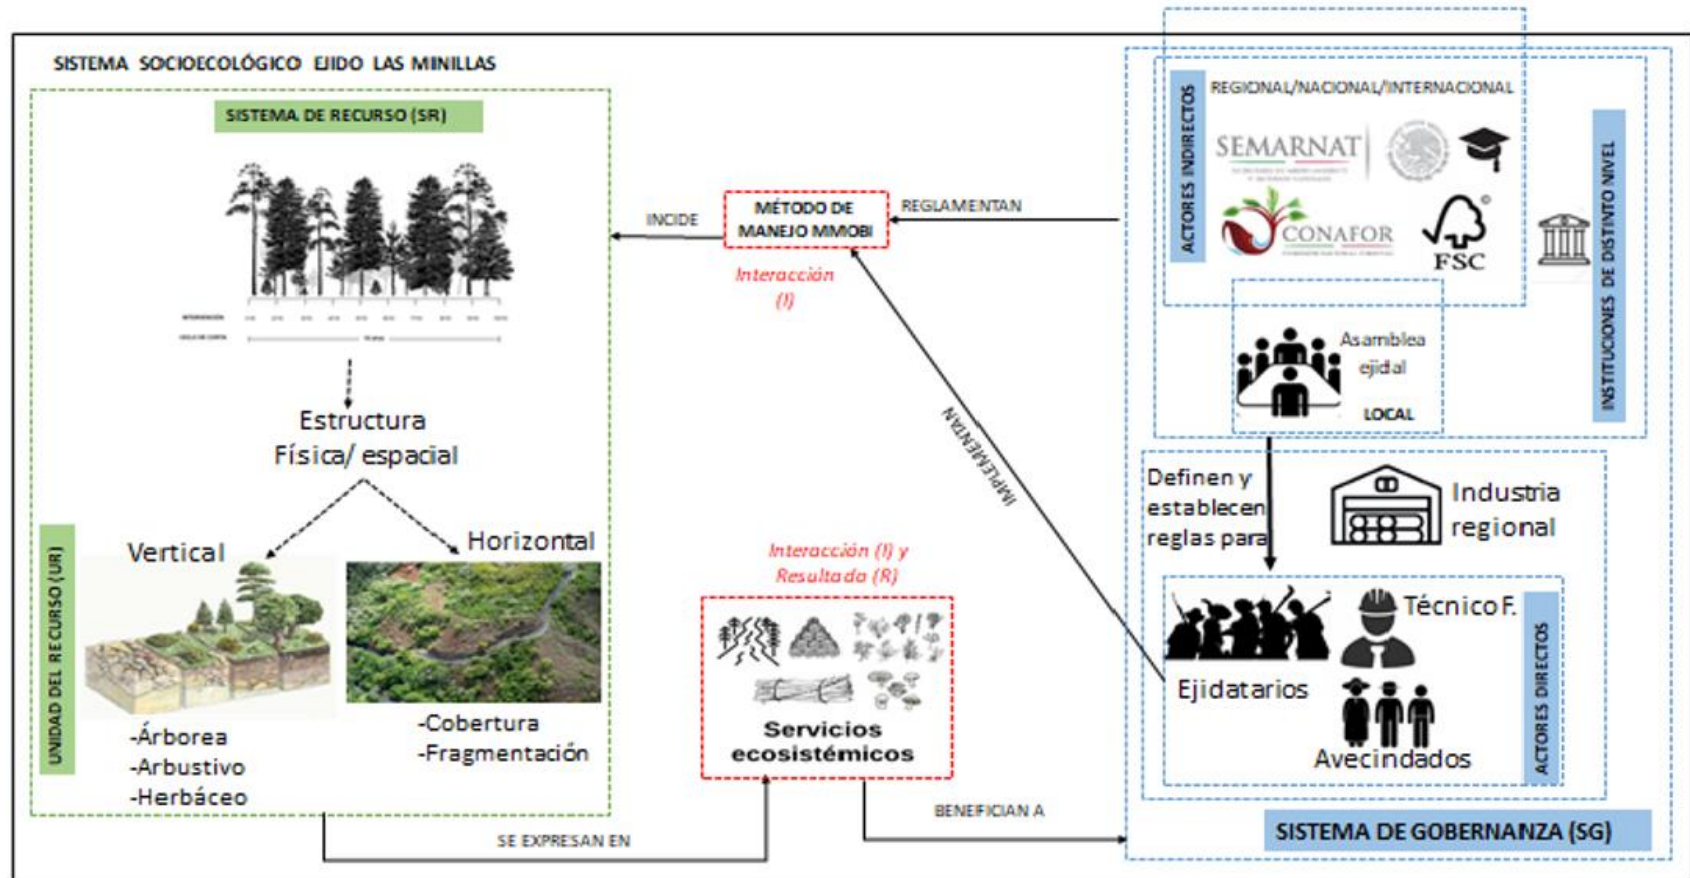 SISTEMA SOCIOECOLÓGICO EJIDO LAS MINILLAS
SISTEMA DE RECURSO (SR)
Estructura
Física/ espacial
UNIDAD DEL RECURSO (UR)
Vertical
Horizontal
-Árborea
-Arbustivo
-Herbáceo
-Cobertura
-Fragmentación
INCIDE
MÉTODO DE
MANEJO MMOBI
Interacción
(I)
REGLAMENTAN
IMPLEMENTAN
Interacción (I) y
Resultada (R)
Servicios
ecosistémicos
SE EXPRESAN EN
BENEFICIAN A
ACTORES INDIRECTOS
REGIONAL/NACIONAL/INTERNACIONAL
SEMARNAT
CONAFOR
FSC
INSTITUCIONES DE DISTINTO NIVEL
Asamblea
ejidal
LOCAL
Definen y
establecen
reglas para
Industria
regional
Técnico F.
Ejidatarios
Avecindados
ACTORES DIRECTOS
SISTEMA DE GOBERNANZA (SG)